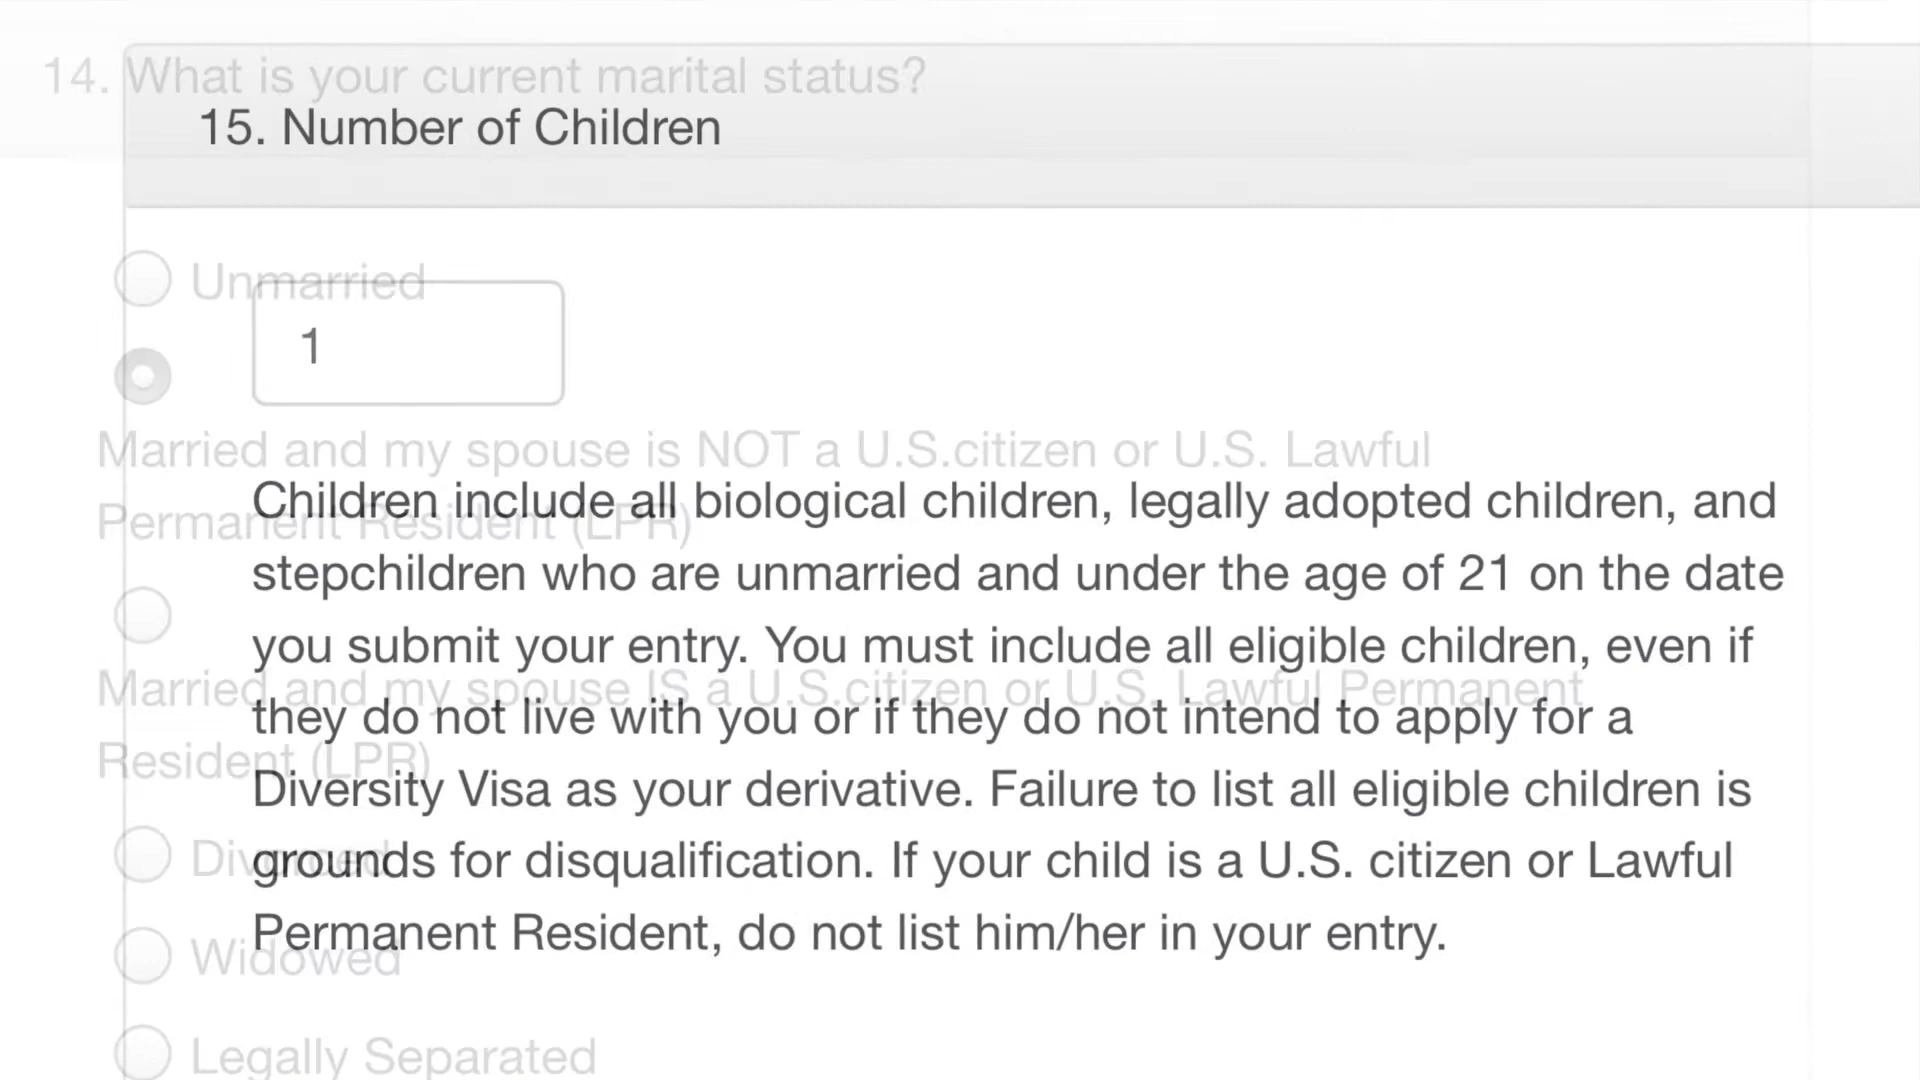 14. What is your current marital status?
15. Number of Children
Unmarried
1
Married and my spouse is NOT a U.S.citizen or U.S. Lawful
Permanent Resident (LPR)
Children include all biological children, legally adopted children, and
stepchildren who are unmarried and under the age of 21 on the date
you submit your entry. You must include all eligible children, even if
Married and my spouse IS a U.S.citizen or U.S. Lawful Permanent
they do not live with you or if they do not intend to apply for a
Resident (LPR)
Diversity Visa as your derivative. Failure to list all eligible children is
Divorced
grounds for disqualification. If your child is a U.S. citizen or Lawful
Permanent Resident, do not list him/her in your entry.
Widowed
Legally Separated